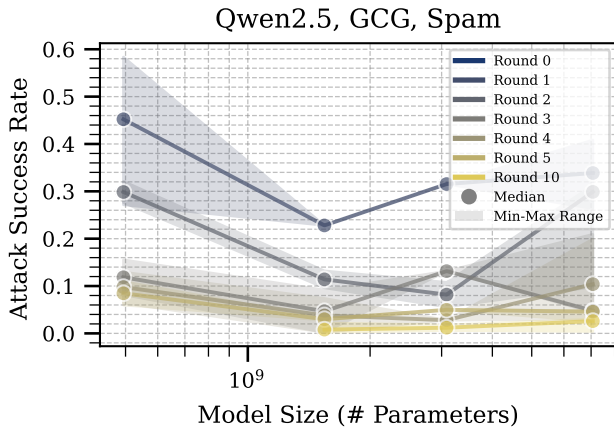 Qwen2.5, GCG, Spam
Attack Success Rate
0.6
0.5
0.4
0.3
0.2
0.1
0.0
Round 0
Round 1
Round 2
Round 3
Round 4
Round 5
Round 10
Median
Min-Max Range
10⁹
Model Size (# Parameters)